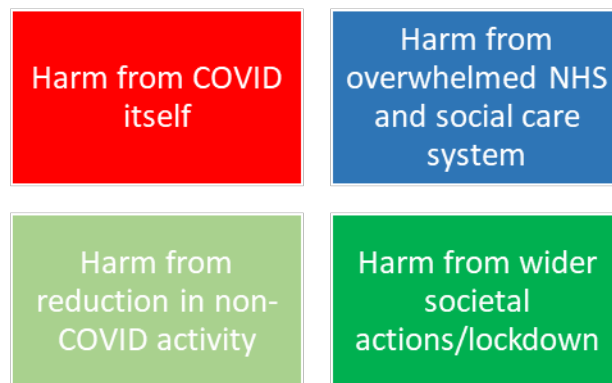 Harm from COVID
itself
Harm from
overwhelmed NHS
and social care
system
Harm from
reduction in non-
COVID activity
Harm from wider
societal
actions/lockdown